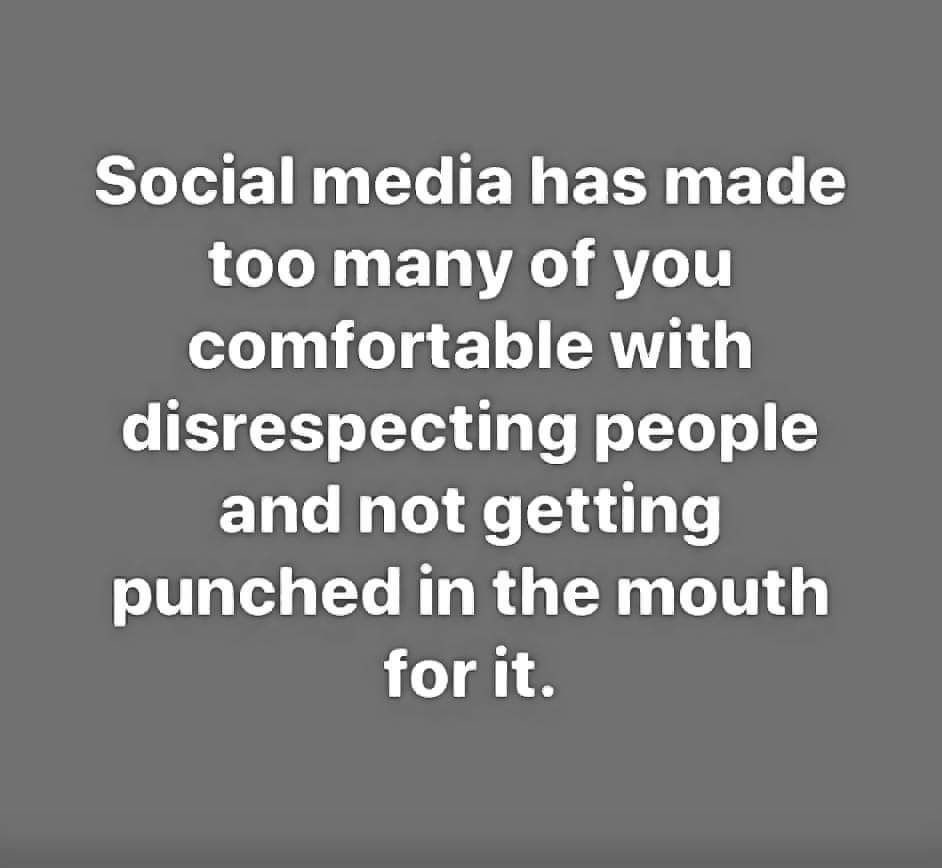 Social media has made
too many of you
comfortable with
disrespecting people
and not getting
punched in the mouth
for it.